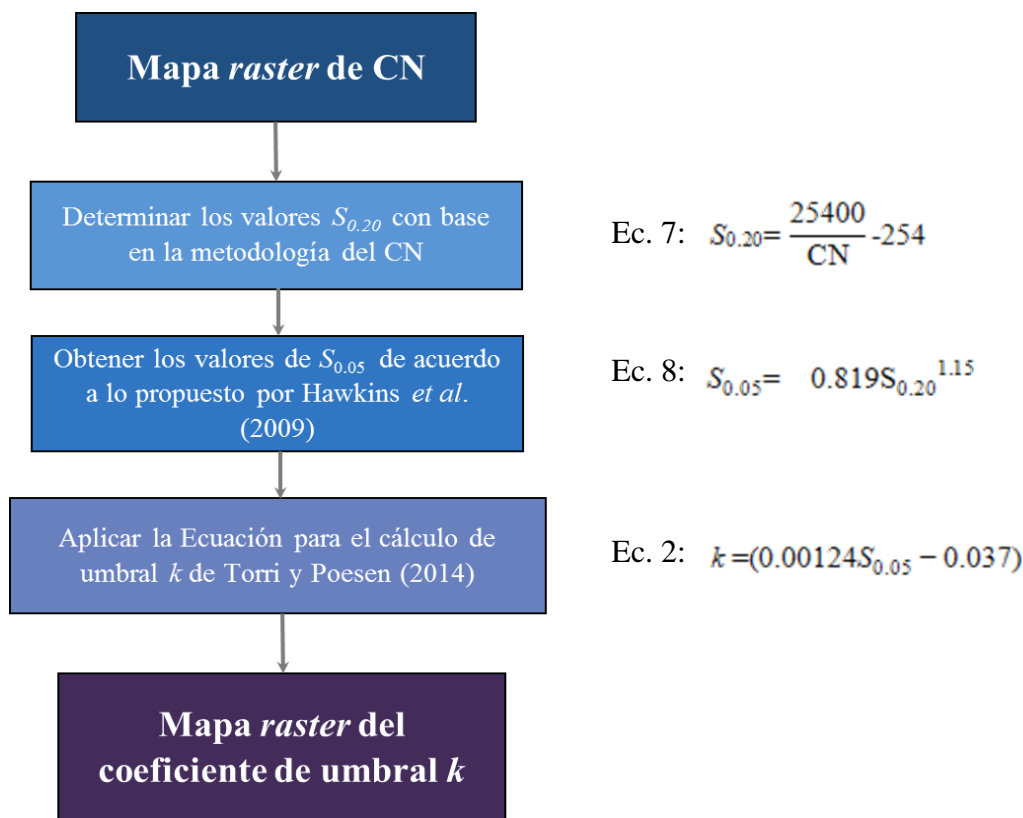 Mapa raster de CN
Determinar los valores S0.20 con base
en la metodología del CN
Ec. 7: S0.20= 25400/CN -254
Obtener los valores de S0.05 de acuerdo
a lo propuesto por Hawkins et al.
(2009)
Ec. 8: S0.05= 0.819S0.20^1.15
Aplicar la Ecuación para el cálculo de
umbral k de Torri y Poesen (2014)
Ec. 2: k=(0.00124S0.05 − 0.037)
Mapa raster del
coeficiente de umbral k